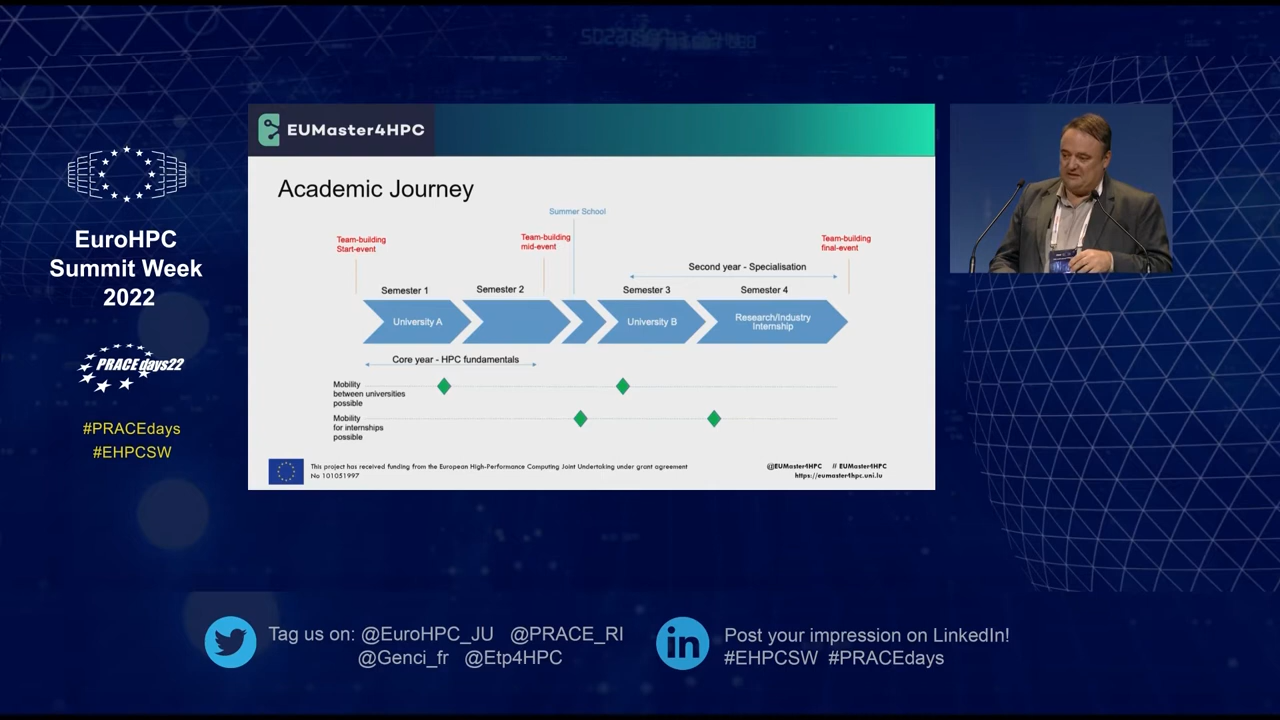 EuroHPC
Summit Week
2022
PRACEdays22
#PRACEdays
#EHPCSW
EUMaster4HPC
Academic Journey
Summer School
Team-building
Start-event
Team-building
mid-event
Team-building
final-event
Second year - Specialisation
Semester 1
Semester 2
Semester 3
Semester 4
University A
University B
Research/Industry
Internship
Core year - HPC fundamentals
Mobility
between universities
possible
Mobility
for internships
possible
This project has received funding from the European High-Performance Computing Joint Undertaking under grant agreement
No 101051997
@EUMaster4HPC # EUMaster4HPC
https://eumaster4hpc.uni.lu
Tag us on: @EuroHPC_JU @PRACE_RI
@Genci_fr @Etp4HPC
in
Post your impression on LinkedIn!
#EHPCSW #PRACEdays